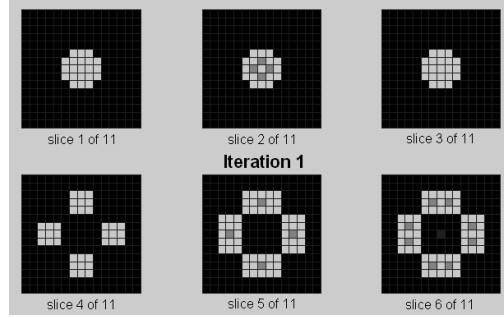 slice 1 of 11 slice 2 of 11 slice 3 of 11
Iteration 1
slice 4 of 11 slice 5 of 11 slice 6 of 11